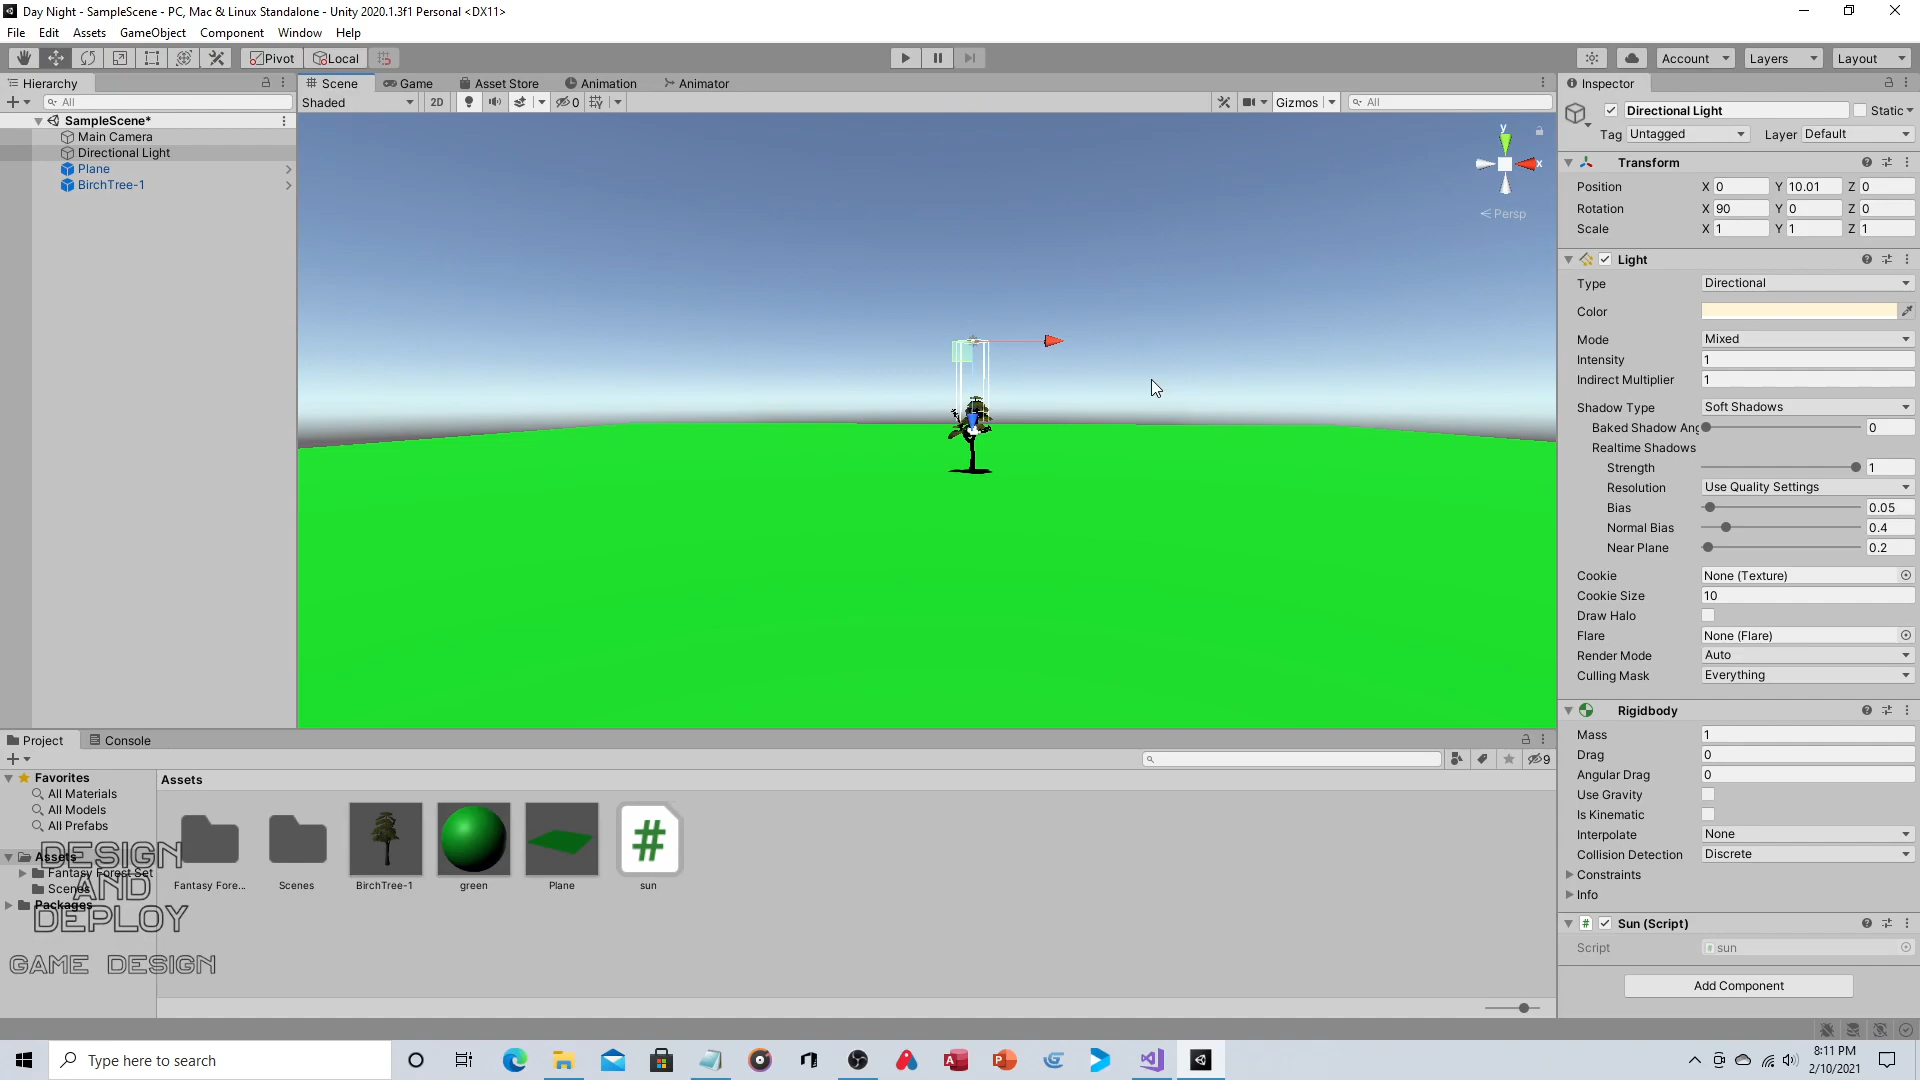 Day Night - SampleScene - PC, Mac & Linux Standalone - Unity 2020.1.3f1 Personal <DX11>
File Edit Assets GameObject Component Window Help
Pivot Local Account Layers Layout
Hierarchy
All
SampleScene*
Main Camera
Directional Light
Plane
BirchTree-1
Scene Game Asset Store Animation Animator
Shaded 2D 0 Gizmos All
y
x
Persp
Inspector
Directional Light Static
Tag Untagged Layer Default
Transform
Position X 0 Y 10.01 Z 0
Rotation X 90 Y 0 Z 0
Scale X 1 Y 1 Z 1
Light
Type Directional
Color
Mode Mixed
Intensity 1
Indirect Multiplier 1
Shadow Type Soft Shadows
Baked Shadow Ang 0
Realtime Shadows
Strength 1
Resolution Use Quality Settings
Bias 0.05
Normal Bias 0.4
Near Plane 0.2
Cookie None (Texture)
Cookie Size 10
Draw Halo
Flare None (Flare)
Render Mode Auto
Culling Mask Everything
Rigidbody
Mass 1
Drag 0
Angular Drag 0
Use Gravity
Is Kinematic
Interpolate None
Collision Detection Discrete
Constraints
Info
# Sun (Script)
Script sun
Add Component
Project Console
9
Favorites
All Materials
All Models
All Prefabs
Assets
Fantasy Forest Set
Scenes
Packages
DESIGN
AND
DEPLOY
GAME DESIGN
Assets
#
Fantasy Fore... Scenes BirchTree-1 green Plane sun
Type here to search
8:11 PM
2/10/2021